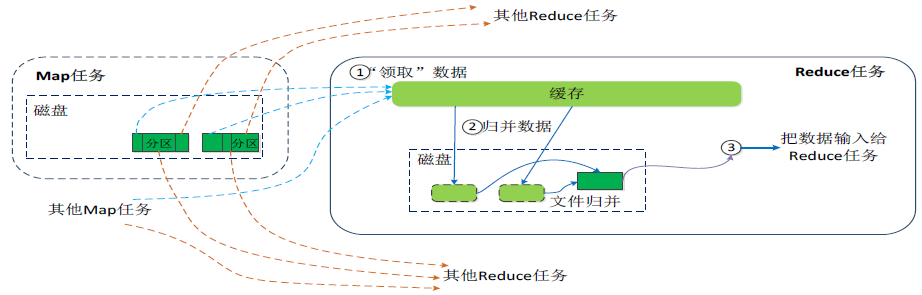 其他Reduce任务
Map任务
磁盘
分区
分区
其他Map任务
其他Reduce任务
Reduce任务
①“领取”数据
缓存
②归并数据
磁盘
文件归并
③
把数据输入给
Reduce任务